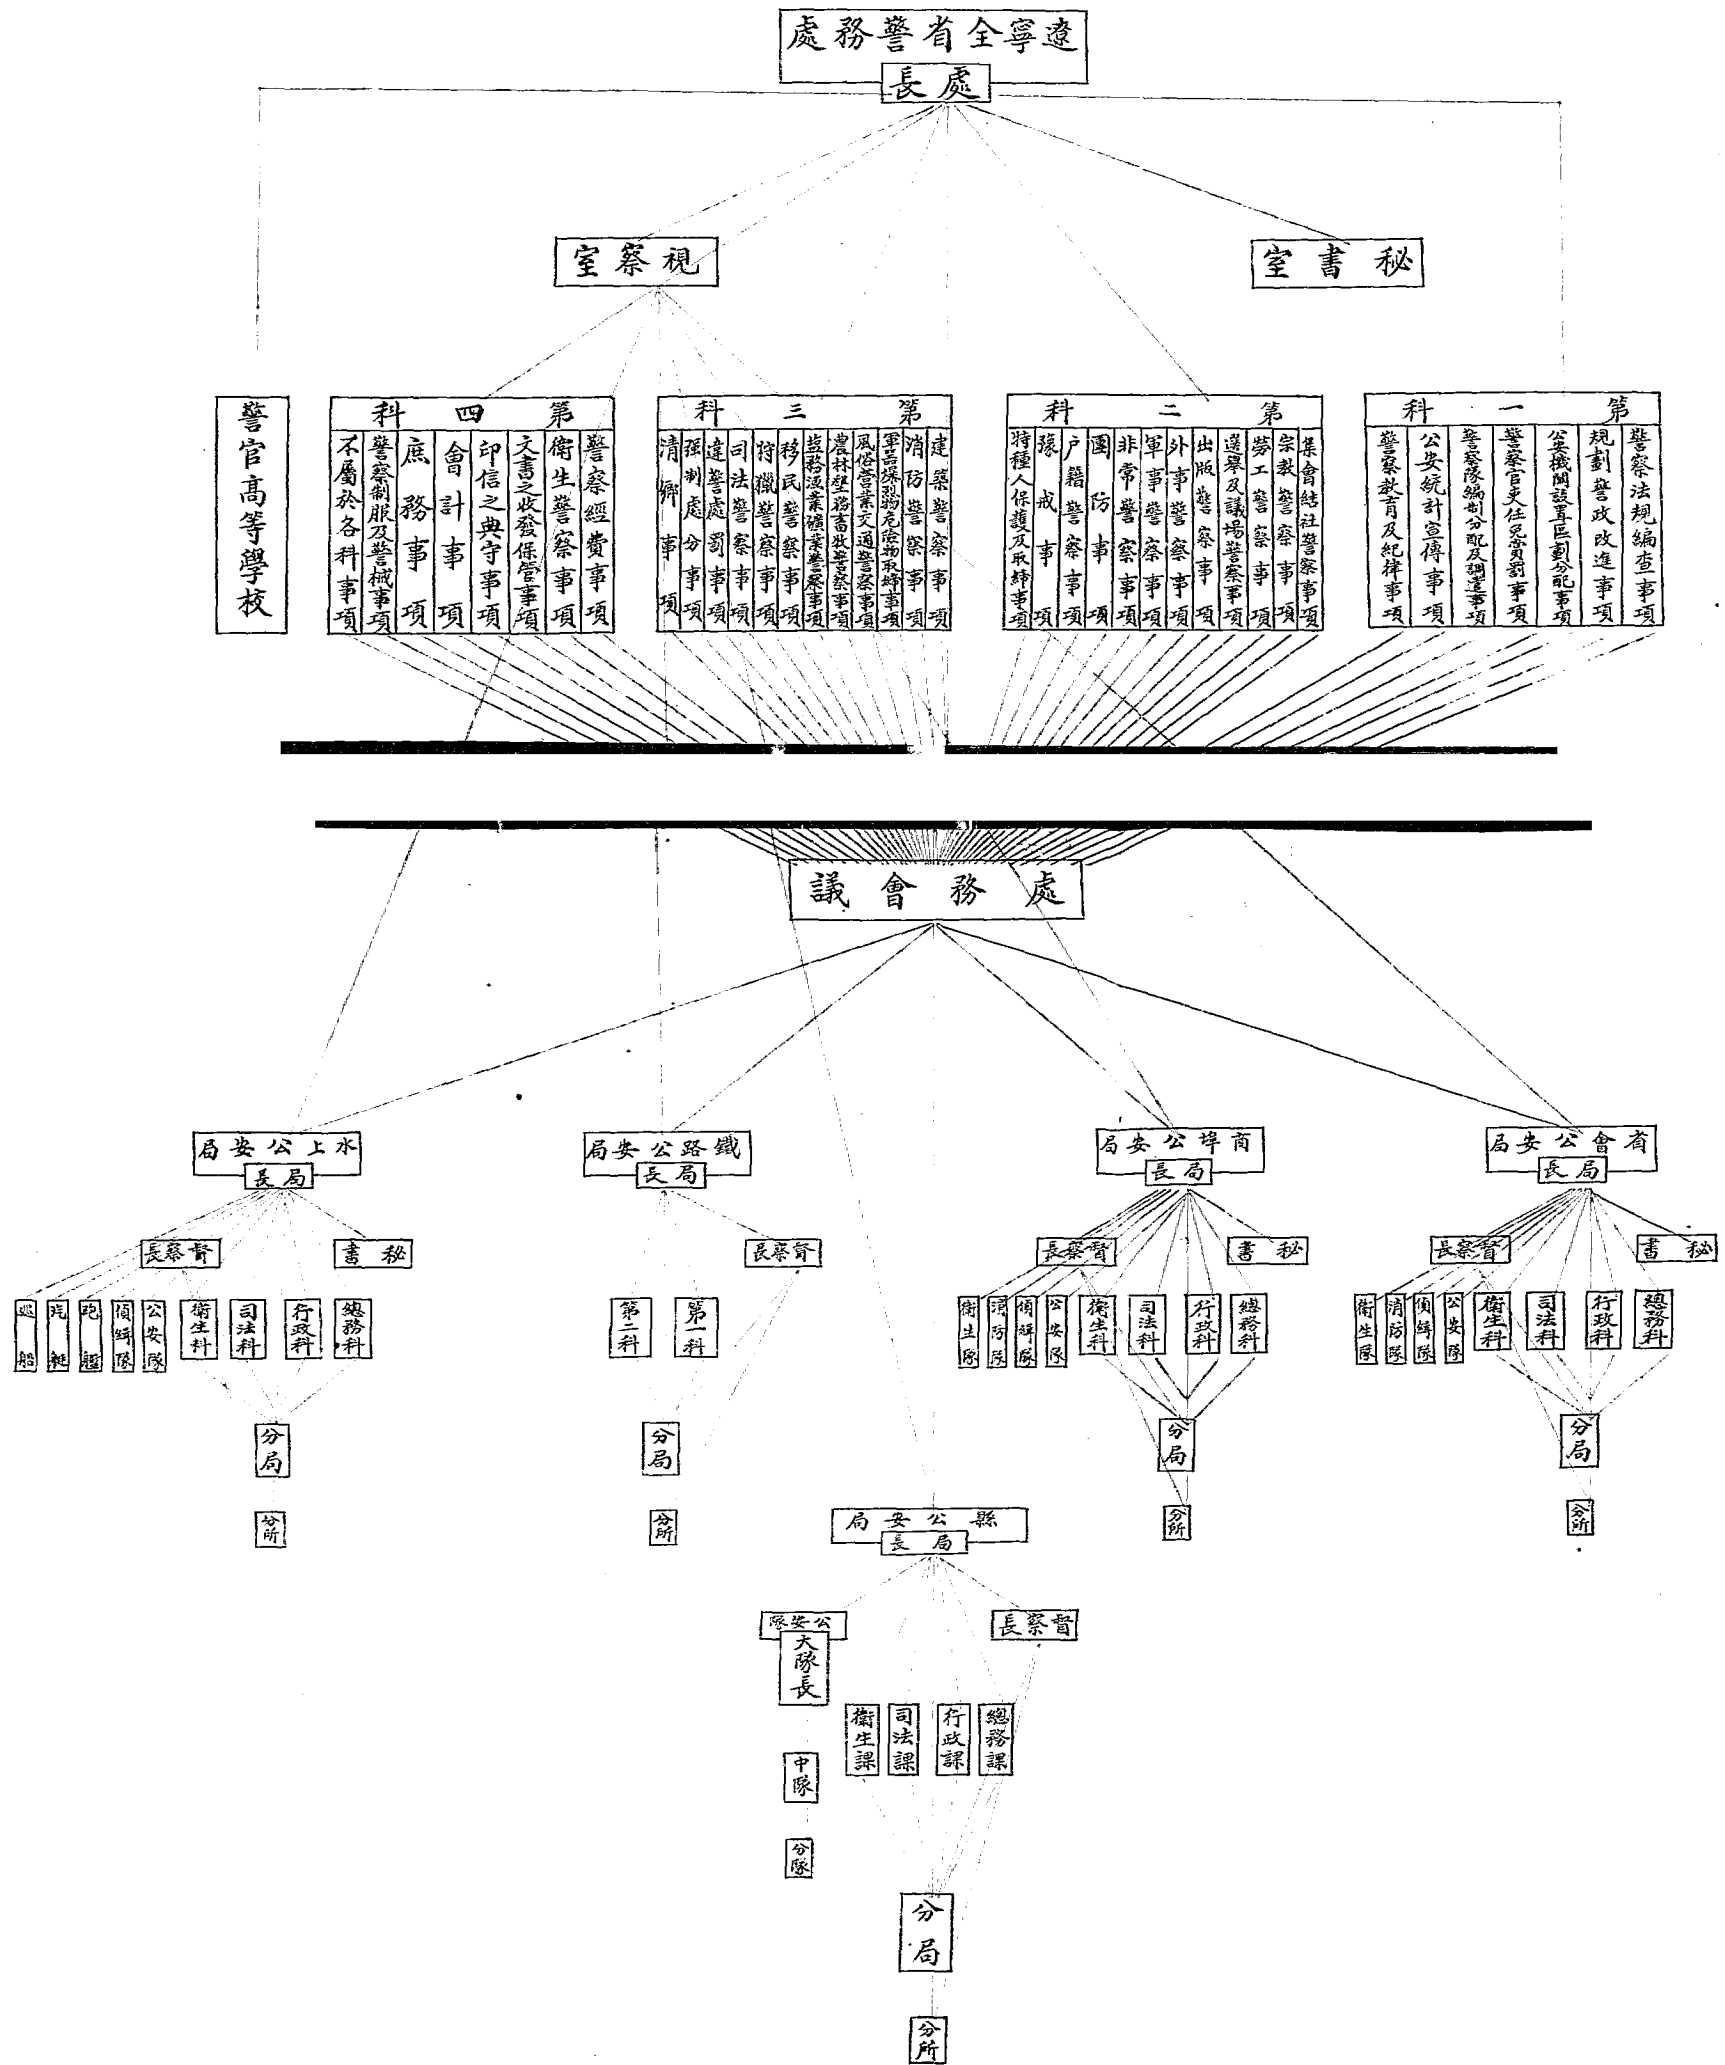 遼寧全省警務處
處長
秘書室
視察室
第一科
警察法規編查事項
規劃警政改進事項
公安機關設置區劃分配事項
警察官吏任免賞罰事項
警察隊編制分配及調遣事項
公安統計宣傳事項
警察教育及紀律事項
第二科
集會結社警察事項
宗教警察事項
勞工警察事項
選舉及議場警察事項
出版警察事項
外事警察事項
軍事警察事項
非常警察事項
團防事項
户籍警察事項
豫戒事項
特種人保護及取締事項
第三科
建築警察事項
消防警察事項
軍器爆裂物危險物取締事項
風俗營業交通警察事項
農林墾務畜牧警察事項
鹽務漁業礦業警察事項
移民警察事項
狩獵警察事項
司法警察事項
違警處罰事項
强制處分事項
清鄉事項
第四科
警察經費事項
衛生警察事項
文書之收發保管事項
印信之典守事項
會計事項
庶務事項
警察制服及警械事項
不屬於各科事項
警官高等學校
處務會議
省會公安局
局長
秘書
督察長
總務科
行政科
司法科
衛生科
公安隊
偵緝隊
消防隊
衛生隊
分局
分所
商埠公安局
局長
秘書
督察長
總務科
行政科
司法科
衛生科
公安隊
偵緝隊
消防隊
衛生隊
分局
分所
鐵路公安局
局長
督察長
第一科
第二科
分局
分所
水上公安局
局長
秘書
督察長
總務科
行政科
司法科
衛生科
公安隊
偵緝隊
砲艦
汽艇
巡船
分局
分所
縣公安局
局長
督察長
公安隊
大隊長
總務課
行政課
司法課
衛生課
中隊
分隊
分局
分所